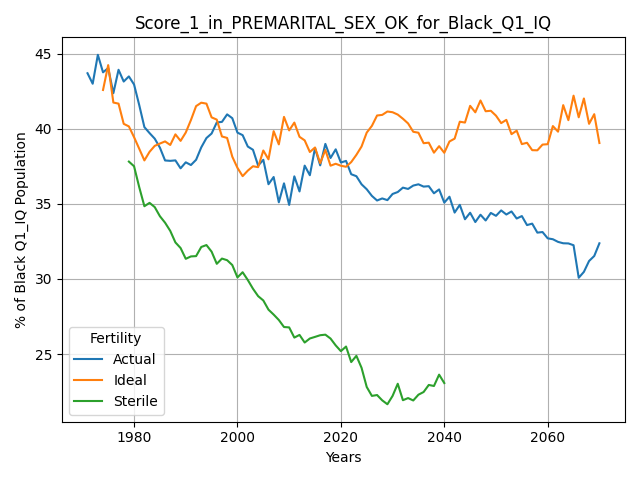 Score_1_in_PREMARITAL_SEX_OK_for_Black_Q1_IQ
% of Black Q1_IQ Population
45
40
35
30
25
Fertility
Actual
Ideal
Sterile
1980
2000
2020
2040
2060
Years